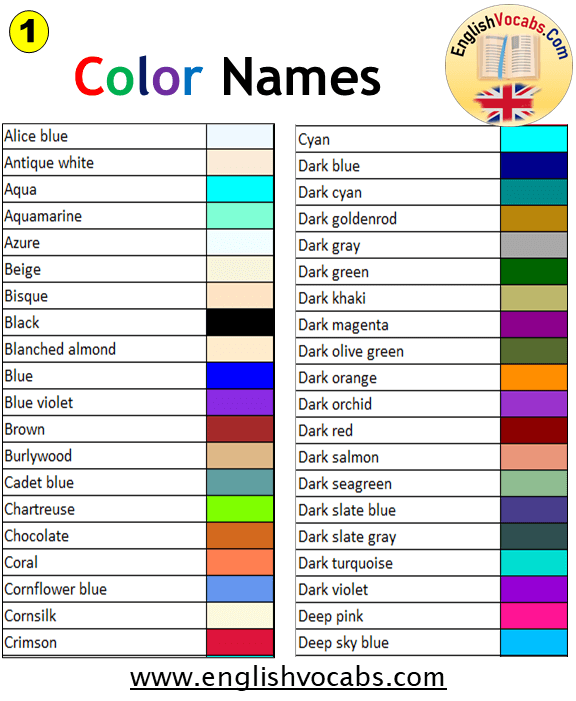 1
EnglishVocabs.Com
Color Names
Alice blue
Antique white
Aqua
Aquamarine
Azure
Beige
Bisque
Black
Blanched almond
Blue
Blue violet
Brown
Burlywood
Cadet blue
Chartreuse
Chocolate
Coral
Cornflower blue
Cornsilk
Crimson
Cyan
Dark blue
Dark cyan
Dark goldenrod
Dark gray
Dark green
Dark khaki
Dark magenta
Dark olive green
Dark orange
Dark orchid
Dark red
Dark salmon
Dark seagreen
Dark slate blue
Dark slate gray
Dark turquoise
Dark violet
Deep pink
Deep sky blue
www.englishvocabs.com